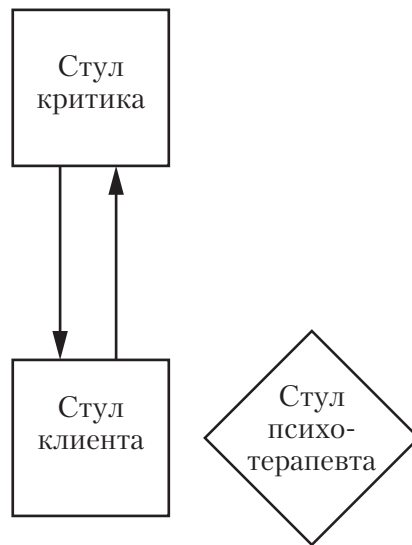 Стул
критика
Стул
клиента
Стул
психо-
терапевта